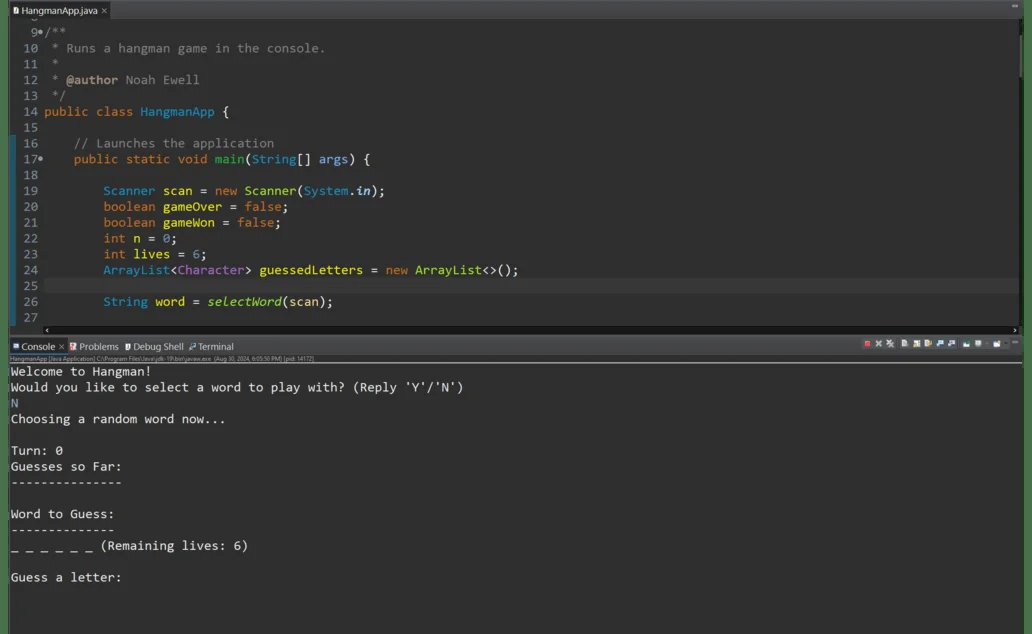 HangmanApp.java ×
9 /**
10 * Runs a hangman game in the console.
11 *
12 * @author Noah Ewell
13 */
14 public class HangmanApp {
15
16 // Launches the application
17 public static void main(String[] args) {
18
19 Scanner scan = new Scanner(System.in);
20 boolean gameOver = false;
21 boolean gameWon = false;
22 int n = 0;
23 int lives = 6;
24 ArrayList<Character> guessedLetters = new ArrayList<>();
25
26 String word = selectWord(scan);
27
Console × Problems Debug Shell Terminal
HangmanApp [Java Application] C:\Program Files\Java\jdk-19\bin\javaw.exe (Aug 30, 2024, 6:05:50 PM) [pid: 14172]
Welcome to Hangman!
Would you like to select a word to play with? (Reply 'Y'/'N')
N
Choosing a random word now...
Turn: 0
Guesses so Far:
---------------
Word to Guess:
--------------
_ _ _ _ _ _ (Remaining lives: 6)
Guess a letter: